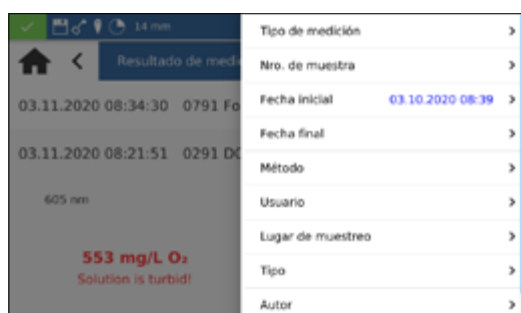 14 mm
Resultado de medi
03.11.2020 08:34:30 0791 Fo
03.11.2020 08:21:51 0291 DO
605 nm
553 mg/L O₂
Solution is turbid!
Tipo de medición
Nro. de muestra
Fecha inicial 03.10.2020 08:39
Fecha final
Método
Usuario
Lugar de muestreo
Tipo
Autor